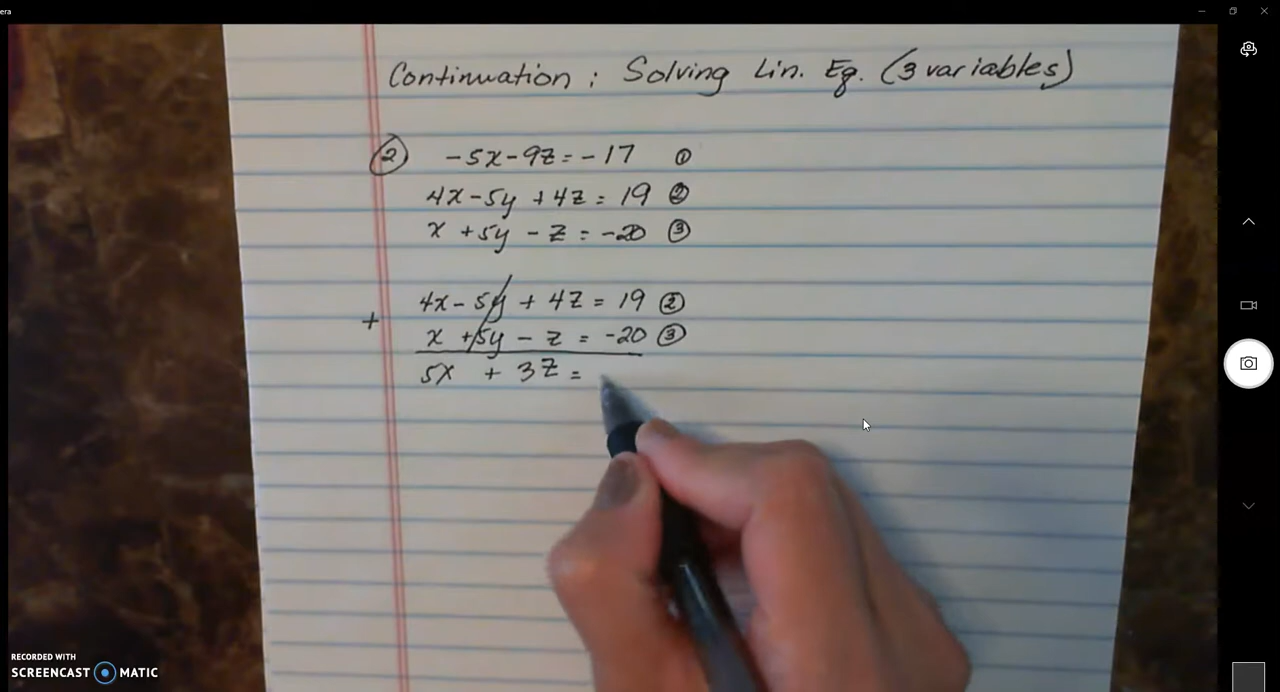 era
Continuation : Solving Lin. Eq. (3 variables)
② -5x-9z=-17 ①
4x-5y+4z=19 ②
x+5y-z=-20 ③
4x-5y+4z=19 ②
+ x+5y-z=-20 ③
5x+3z=
RECORDED WITH
SCREENCAST MATIC